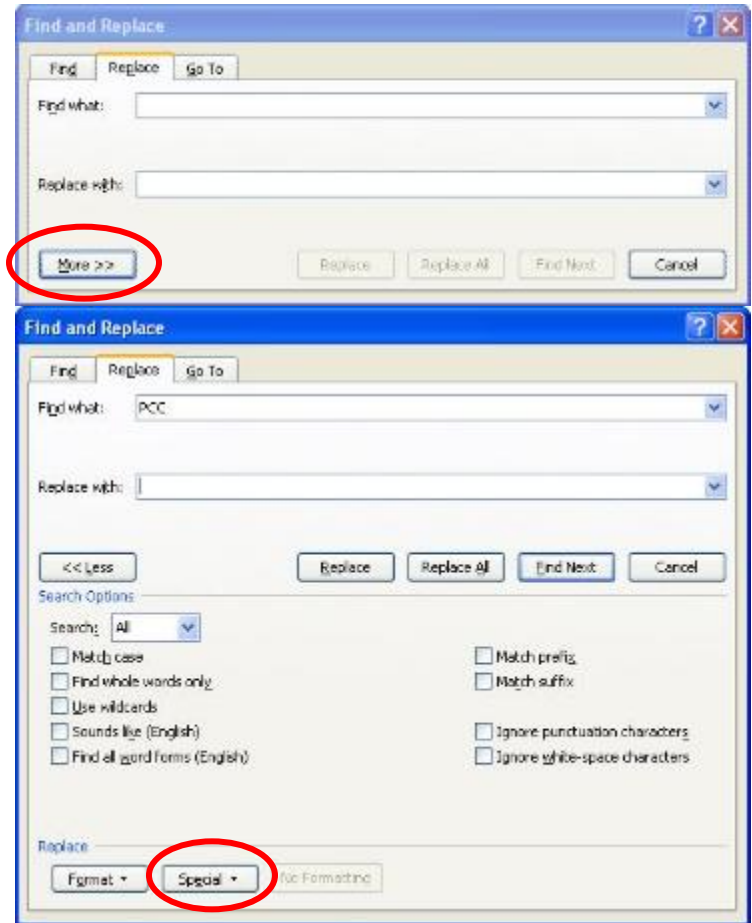 Find and Replace
Find Replace Go To
Find what:
Replace with:
More >> Replace Replace All Find Next Cancel
Find and Replace
Find Replace Go To
Find what: PCC
Replace with:
<< Less Replace Replace All Find Next Cancel
Search Options
Search: All
Match case Match prefix
Find whole words only Match suffix
Use wildcards
Sounds like (English) Ignore punctuation characters
Find all word forms (English) Ignore white-space characters
Replace
Format Special No Formatting